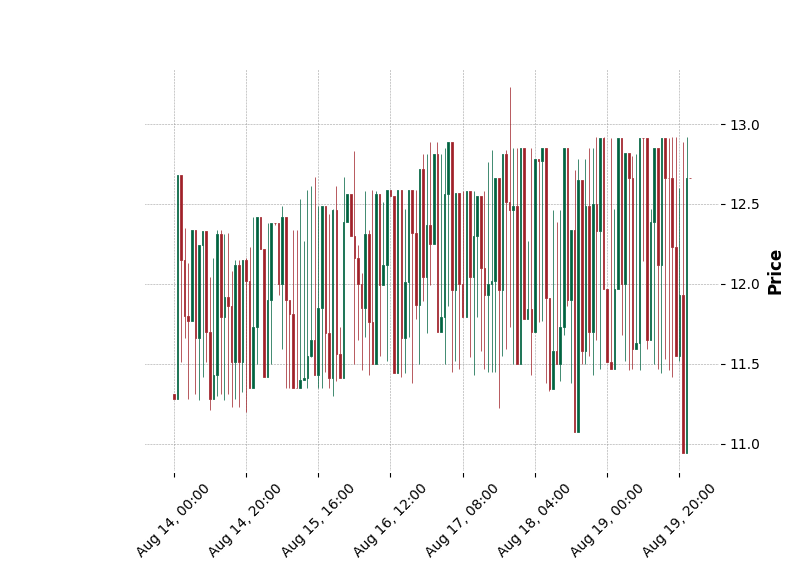 13.0
12.5
12.0
11.5
11.0
Price
Aug 14, 00:00
Aug 14, 20:00
Aug 15, 16:00
Aug 16, 12:00
Aug 17, 08:00
Aug 18, 04:00
Aug 19, 00:00
Aug 19, 20:00